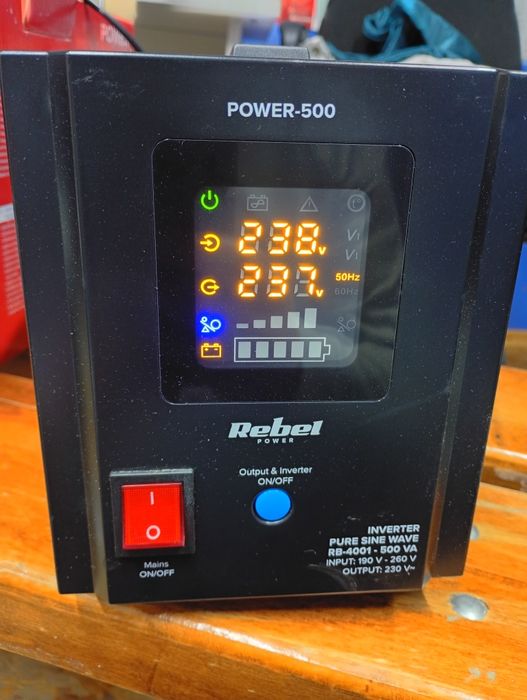 POWER
POWER-500
238v
237v
50Hz
60Hz
Rebel
POWER
Output & Inverter
ON/OFF
I
O
Mains
ON/OFF
INVERTER
PURE SINE WAVE
RB-4001 - 500 VA
INPUT: 190 V - 260 V
OUTPUT: 230 V~